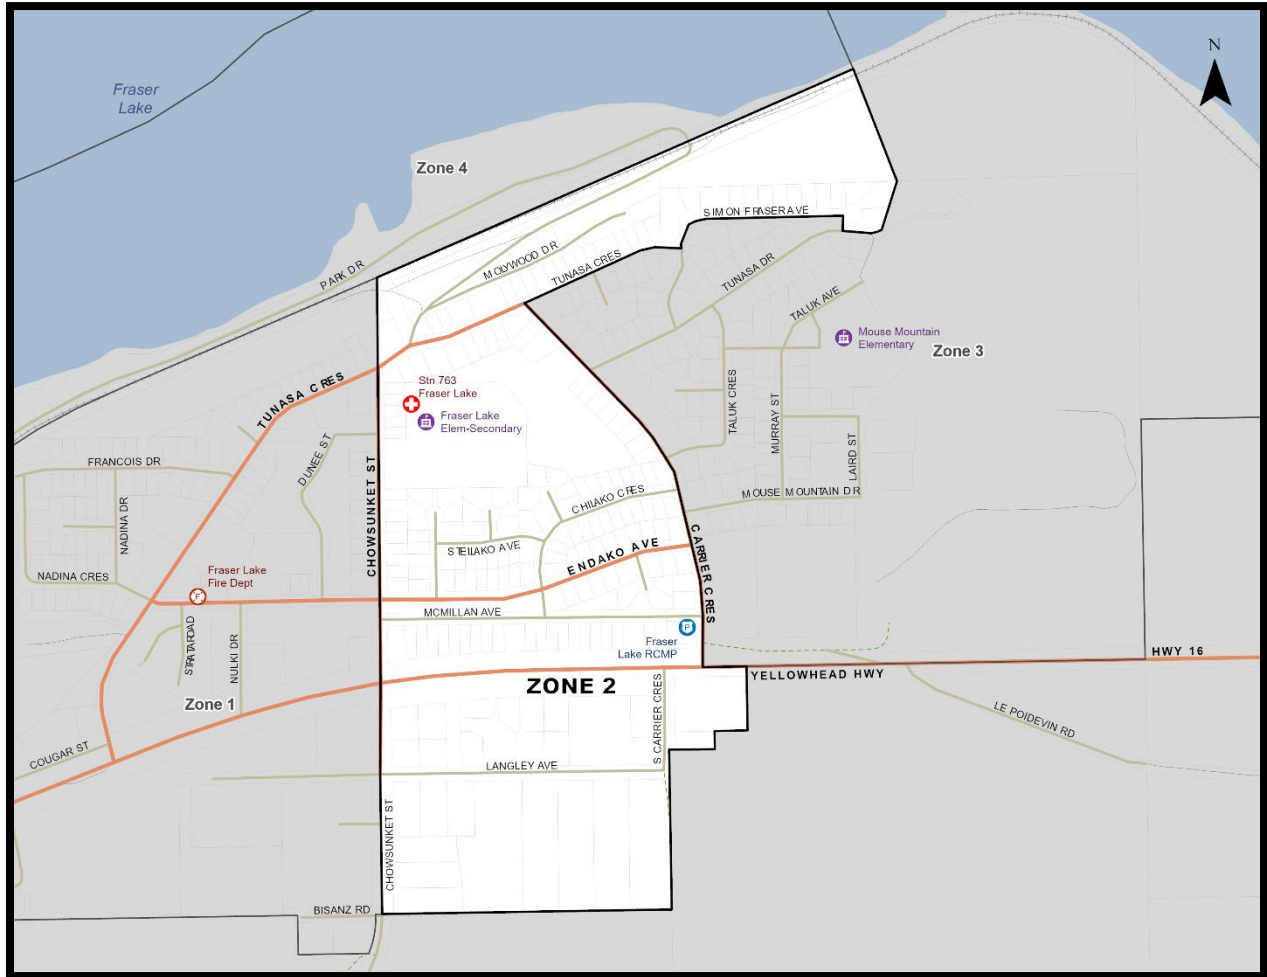 N
Fraser
Lake
Zone 4
SIMON FRASER AVE
MOLYWOOD DR
TUNASA CRES
PARK DR
TUNASA DR
TALUK AVE
Mouse Mountain
Elementary
Zone 3
Stn 763
Fraser Lake
Fraser Lake
Elem-Secondary
TUNASA CRES
DUNEE ST
TALUK CRES
MURRAY ST
LAIRD ST
FRANCOIS DR
NADINA DR
CHOWSUNKET ST
CHILAKO CRES
MOUSE MOUNTAIN DR
STELLAKO AVE
ENDAKO AVE
CARRIER CRES
Fraser Lake
Fire Dept
NADINA CRES
MCMILLAN AVE
STRATA ROAD
NULKI DR
Fraser
Lake RCMP
HWY 16
YELLOWHEAD HWY
ZONE 2
Zone 1
S CARRIER CRES
LE POIDEVIN RD
COUGAR ST
LANGLEY AVE
CHOWSUNKET ST
BISANZ RD
F
P